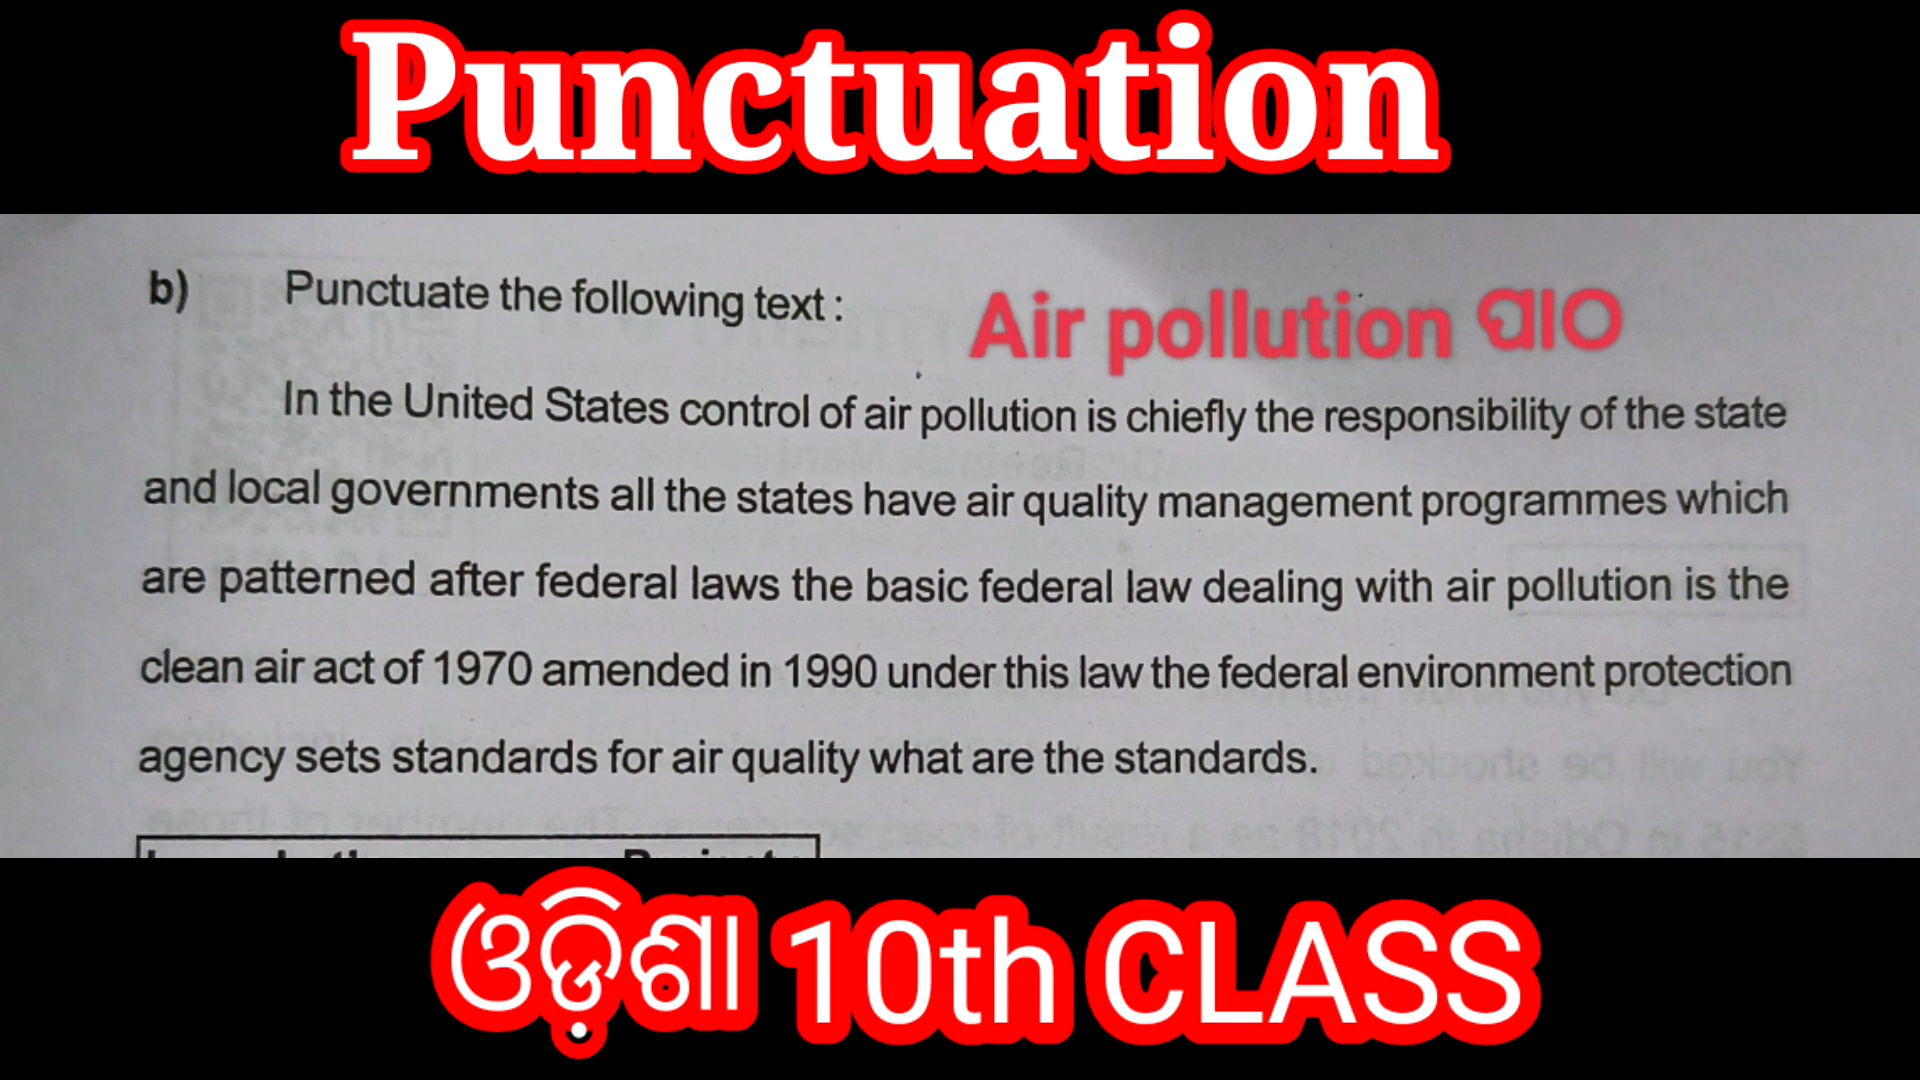 Punctuation
b) Punctuate the following text :
Air pollution ପାଠ
In the United States control of air pollution is chiefly the responsibility of the state
and local governments all the states have air quality management programmes which
are patterned after federal laws the basic federal law dealing with air pollution is the
clean air act of 1970 amended in 1990 under this law the federal environment protection
agency sets standards for air quality what are the standards.
ଓଡ଼ିଶା 10th CLASS